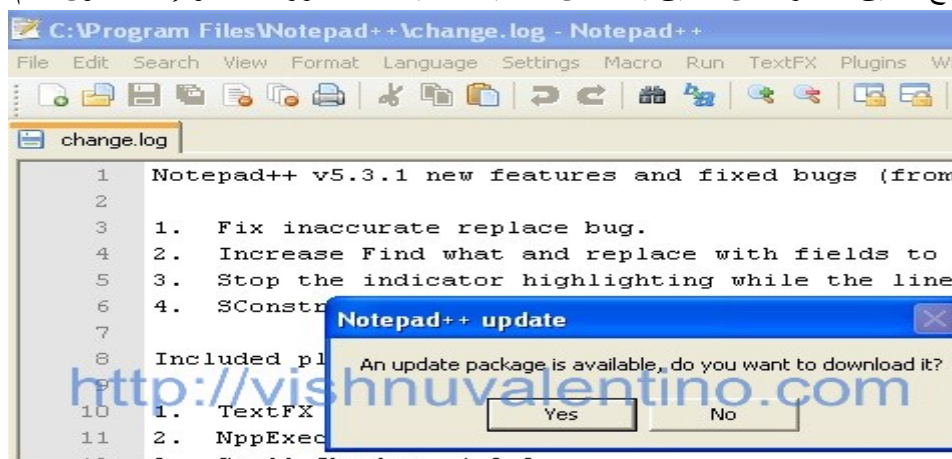 C:\Program Files\Notepad++\change.log - Notepad++
File Edit Search View Format Language Settings Macro Run TextFX Plugins
change.log
1 Notepad++ v5.3.1 new features and fixed bugs (from
2
3 1. Fix inaccurate replace bug.
4 2. Increase Find what and replace with fields to
5 3. Stop the indicator highlighting while the line
6 4. SConstr
7
8 Included pl
9
10 1. TextFX
11 2. NppExec
Notepad++ update
An update package is available, do you want to download it?
Yes No
http://vishnuvalentino.com